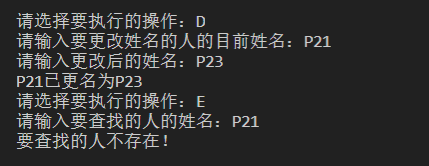 请选择要执行的操作：D
请输入要更改姓名的人的目前姓名：P21
请输入更改后的姓名：P23
P21已更名为P23
请选择要执行的操作：E
请输入要查找的人的姓名：P21
要查找的人不存在！